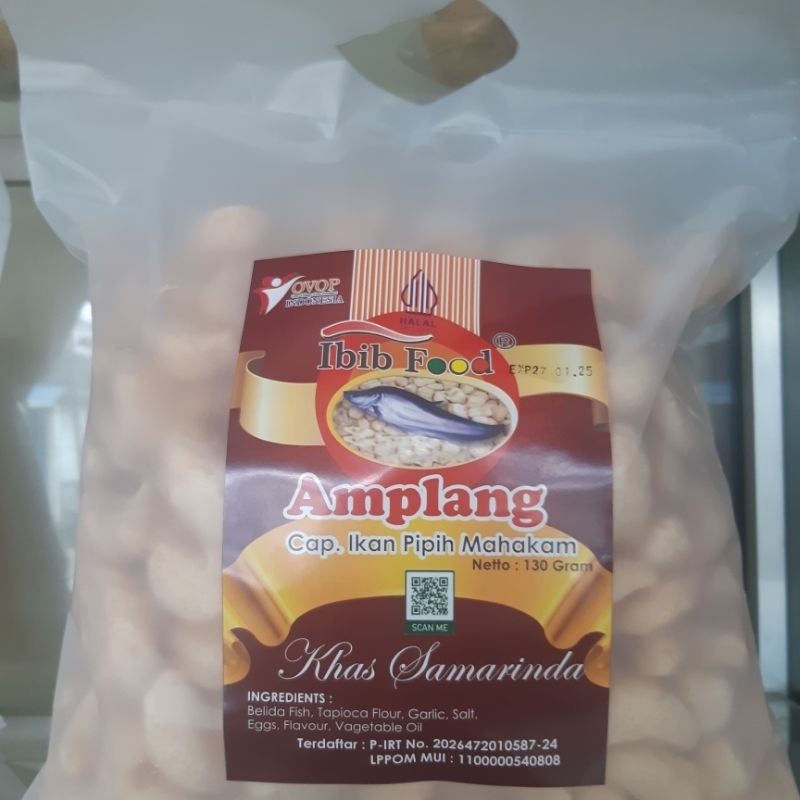 OVOP
INDONESIA
HALAL
Ibib Food ®
EXP27.01.25
Amplang
Cap. Ikan Pipih Mahakam
Netto : 130 Gram
SCAN ME
Khas Samarinda
INGREDIENTS :
Belida Fish, Tapioca Flour, Garlic, Salt,
Eggs, Flavour, Vagetable Oil
Terdaftar : P-IRT No. 2026472010587-24
LPPOM MUI : 1100000540808